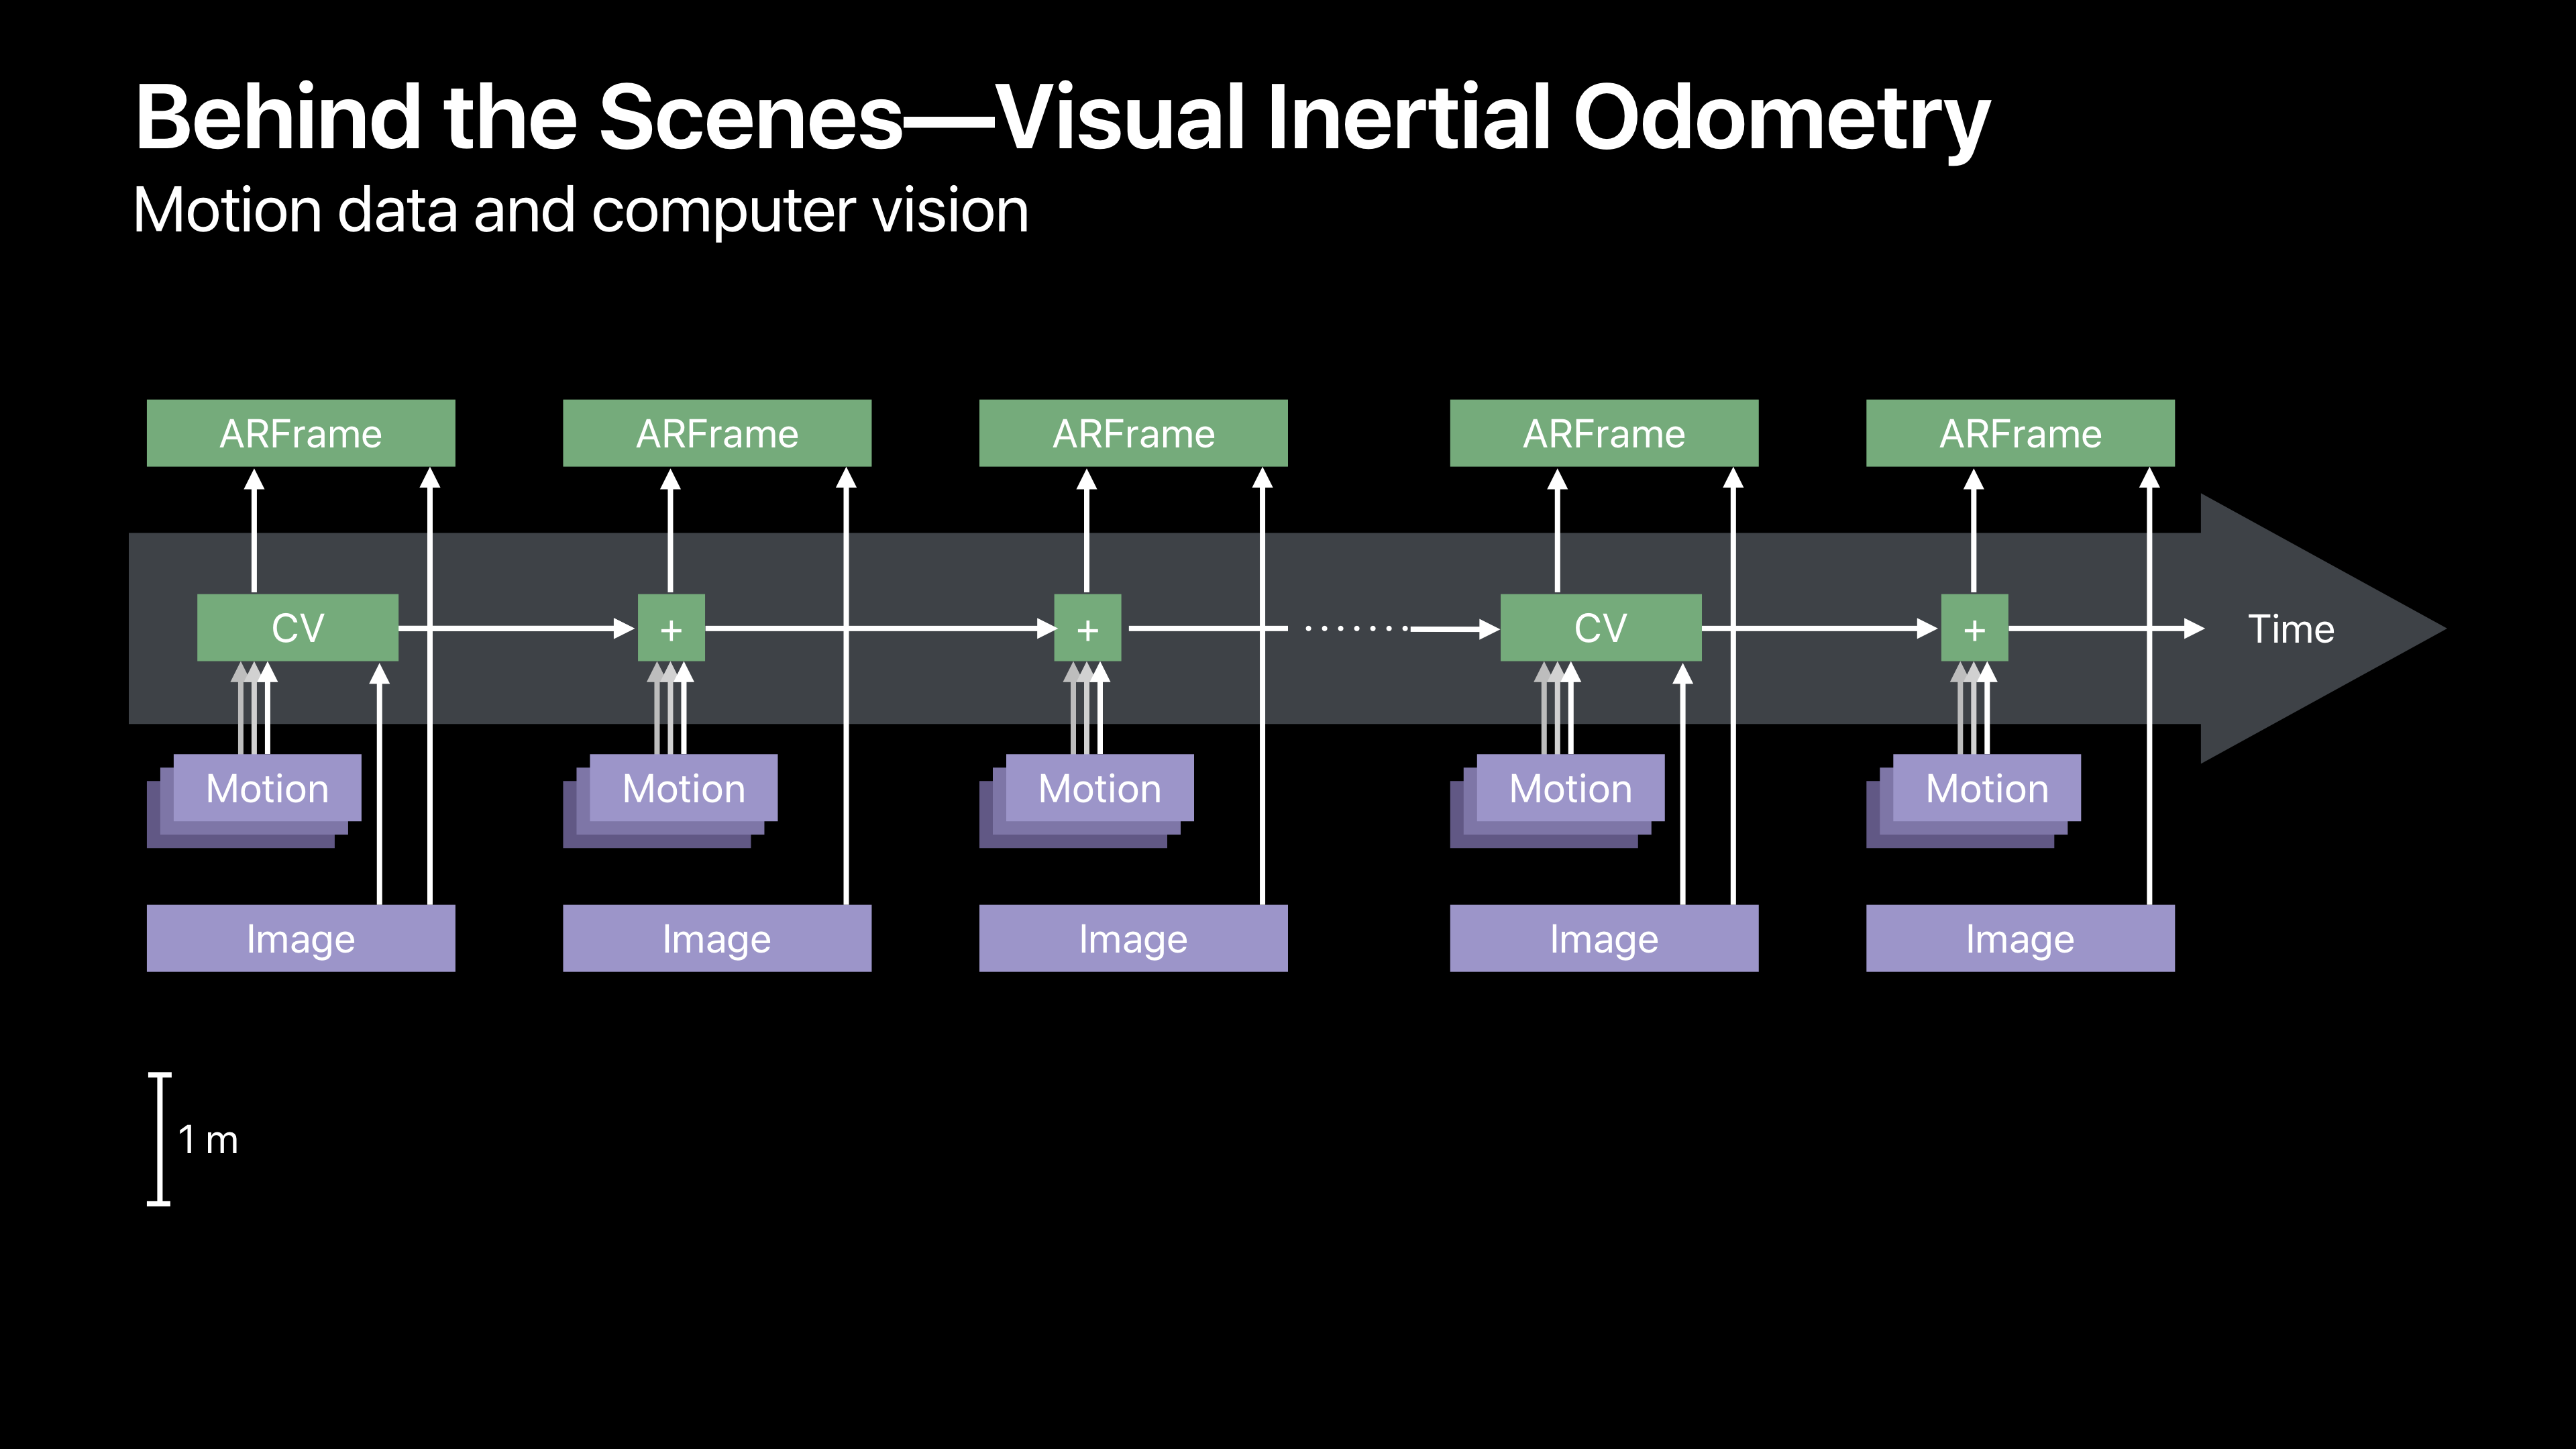 Behind the Scenes—Visual Inertial Odometry
Motion data and computer vision
ARFrame ARFrame ARFrame ARFrame ARFrame
CV + + CV + Time
Motion Motion Motion Motion Motion
Image Image Image Image Image
1 m